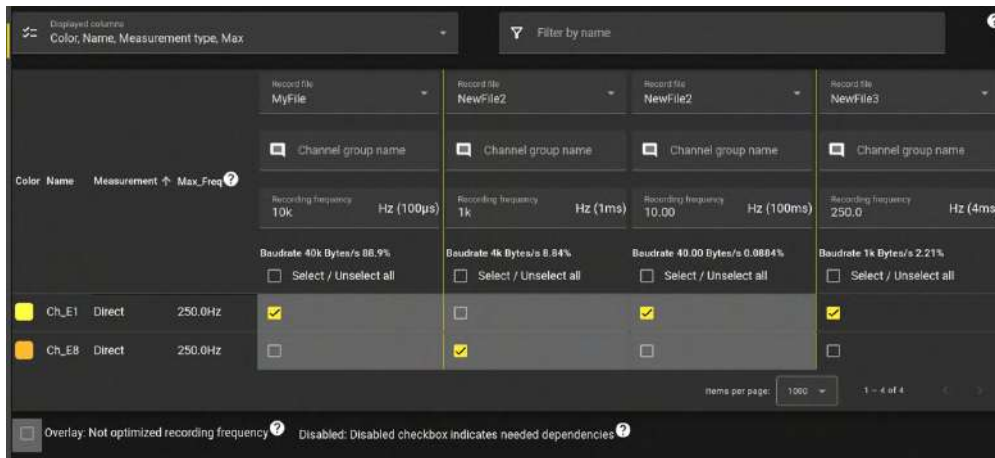 Displayed columns
Color, Name, Measurement type, Max
Filter by name
Record file
MyFile
Record file
NewFile2
Record file
NewFile2
Record file
NewFile3
Channel group name
Channel group name
Channel group name
Channel group name
Color Name Measurement ↑ Max_Freq ?
Recording frequency
10k Hz (100µs)
Recording frequency
1k Hz (1ms)
Recording frequency
10.00 Hz (100ms)
Recording frequency
250.0 Hz (4ms
Baudrate 40k Bytes/s 88.9%
Baudrate 4k Bytes/s 8.84%
Baudrate 40.00 Bytes/s 0.0884%
Baudrate 1k Bytes/s 2.21%
Select / Unselect all
Select / Unselect all
Select / Unselect all
Select / Unselect all
Ch_E1 Direct 250.0Hz
Ch_E8 Direct 250.0Hz
Items per page: 1000 1 – 4 of 4
Overlay: Not optimized recording frequency ? Disabled: Disabled checkbox indicates needed dependencies ?